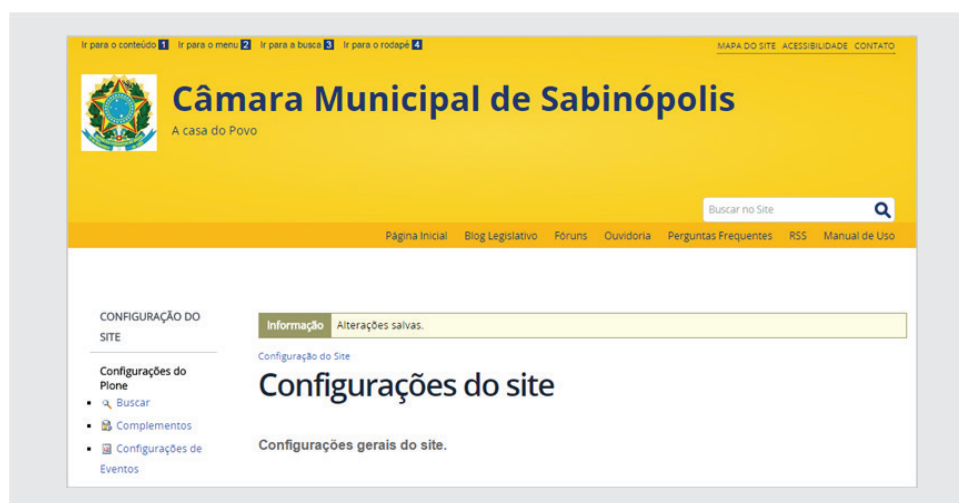 Ir para o conteúdo 1 Ir para o menu 2 Ir para a busca 3 Ir para o rodapé 4
MAPA DO SITE ACESSIBILIDADE CONTATO
Câmara Municipal de Sabinópolis
A casa do Povo
Buscar no Site
Página Inicial Blog Legislativo Fóruns Ouvidoria Perguntas Frequentes RSS Manual de Uso
CONFIGURAÇÃO DO
SITE
Configurações do
Plone
Buscar
Complementos
Configurações de
Eventos
Informação Alterações salvas.
Configuração do Site
Configurações do site
Configurações gerais do site.